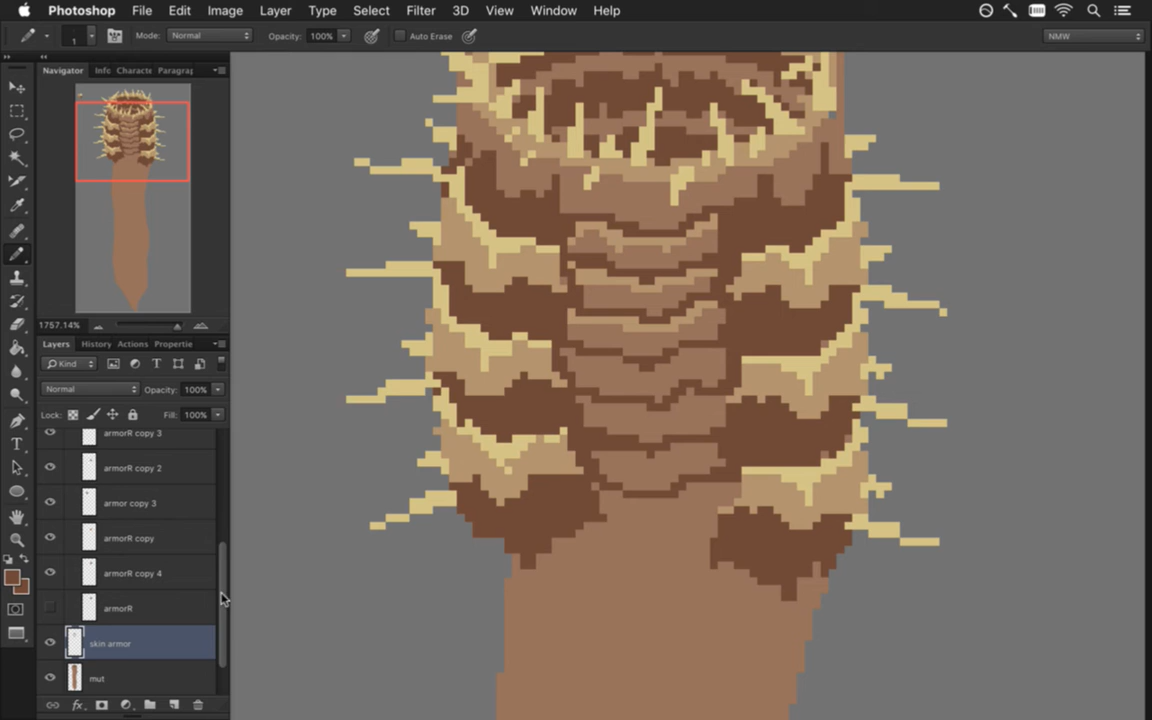 Photoshop File Edit Image Layer Type Select Filter 3D View Window Help
1 Mode: Normal Opacity: 100% Auto Erase NMW
Navigator Info Characte Paragrap
1757.14%
Layers History Actions Propertie
Kind
Normal Opacity: 100%
Lock: Fill: 100%
armorR copy 3
armorR copy 2
armor copy 3
armorR copy
armorR copy 4
armorR
skin armor
mut
fx